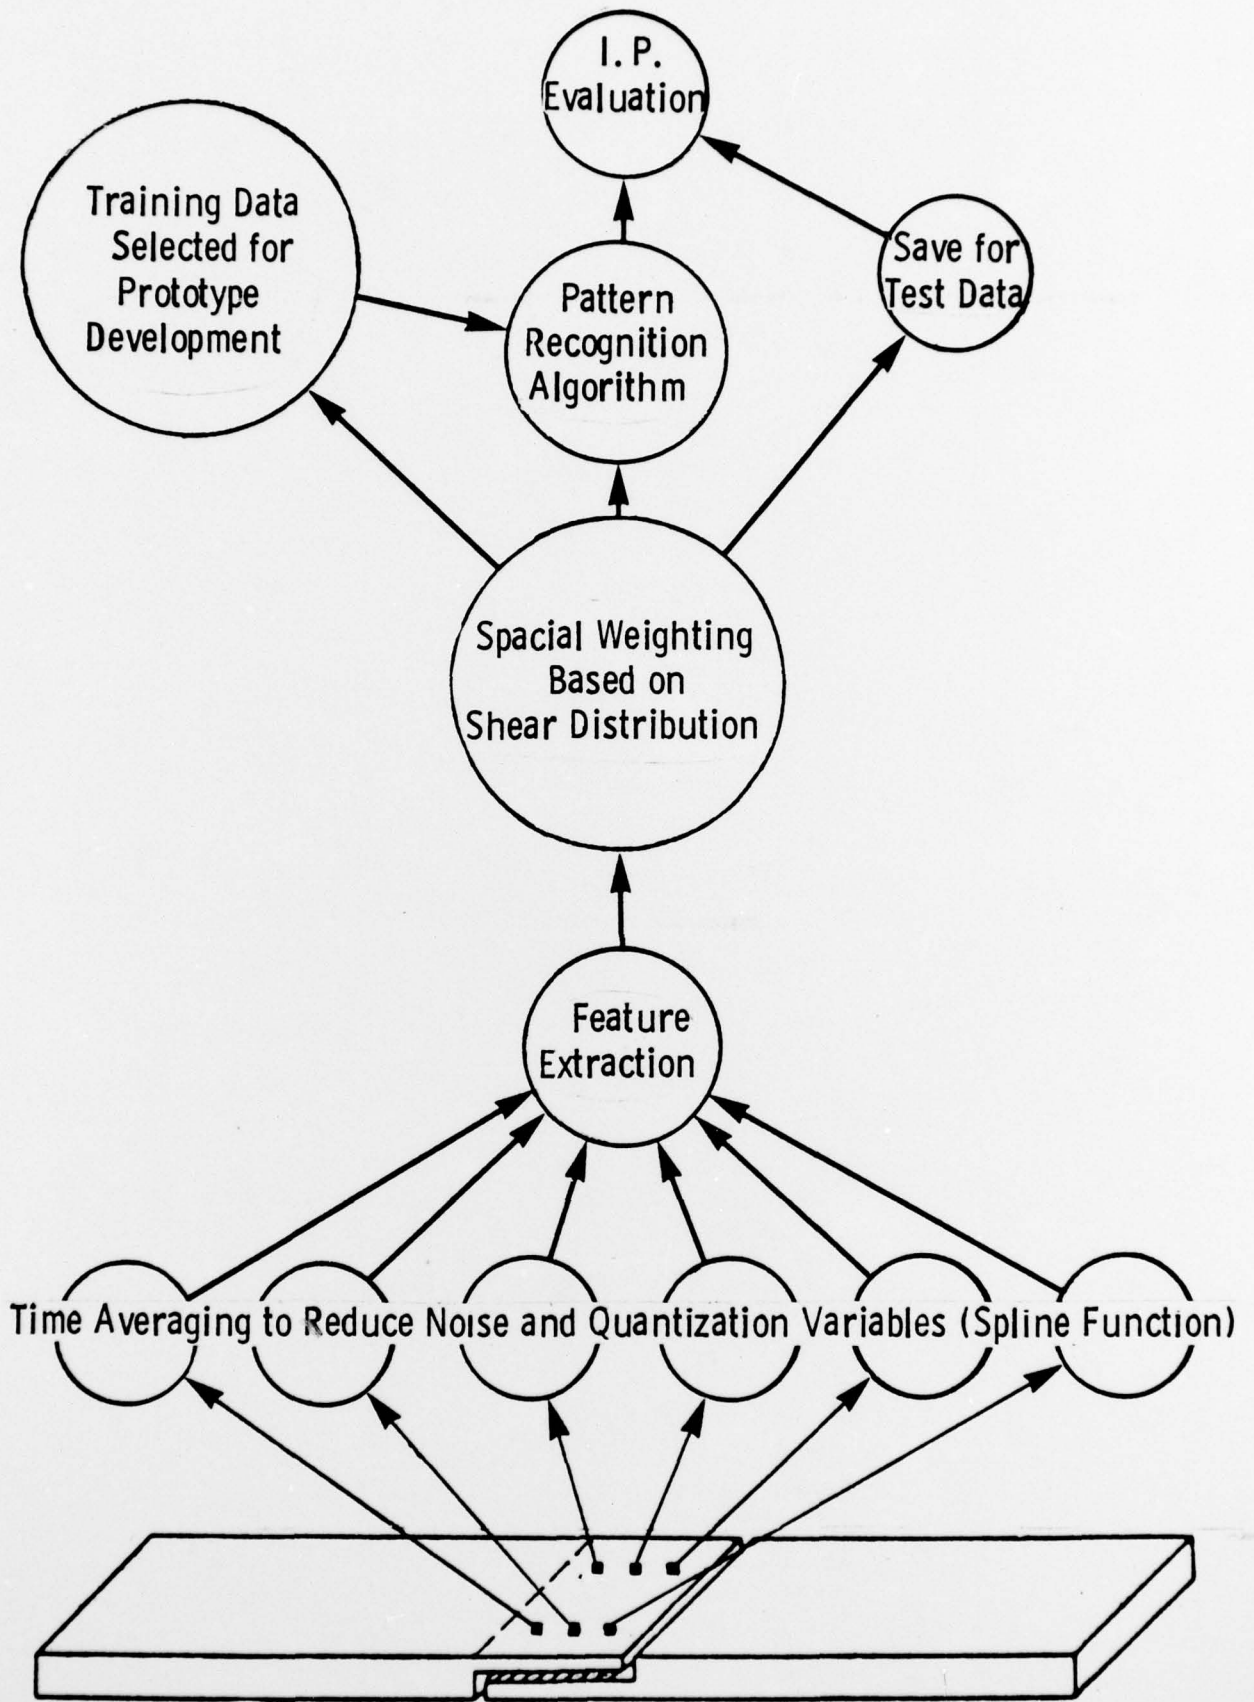 I. P.
Evaluation
Training Data
Selected for
Prototype
Development
Save for
Test Data
Pattern
Recognition
Algorithm
Spacial Weighting
Based on
Shear Distribution
Feature
Extraction
Time Averaging to Reduce Noise and Quantization Variables (Spline Function)